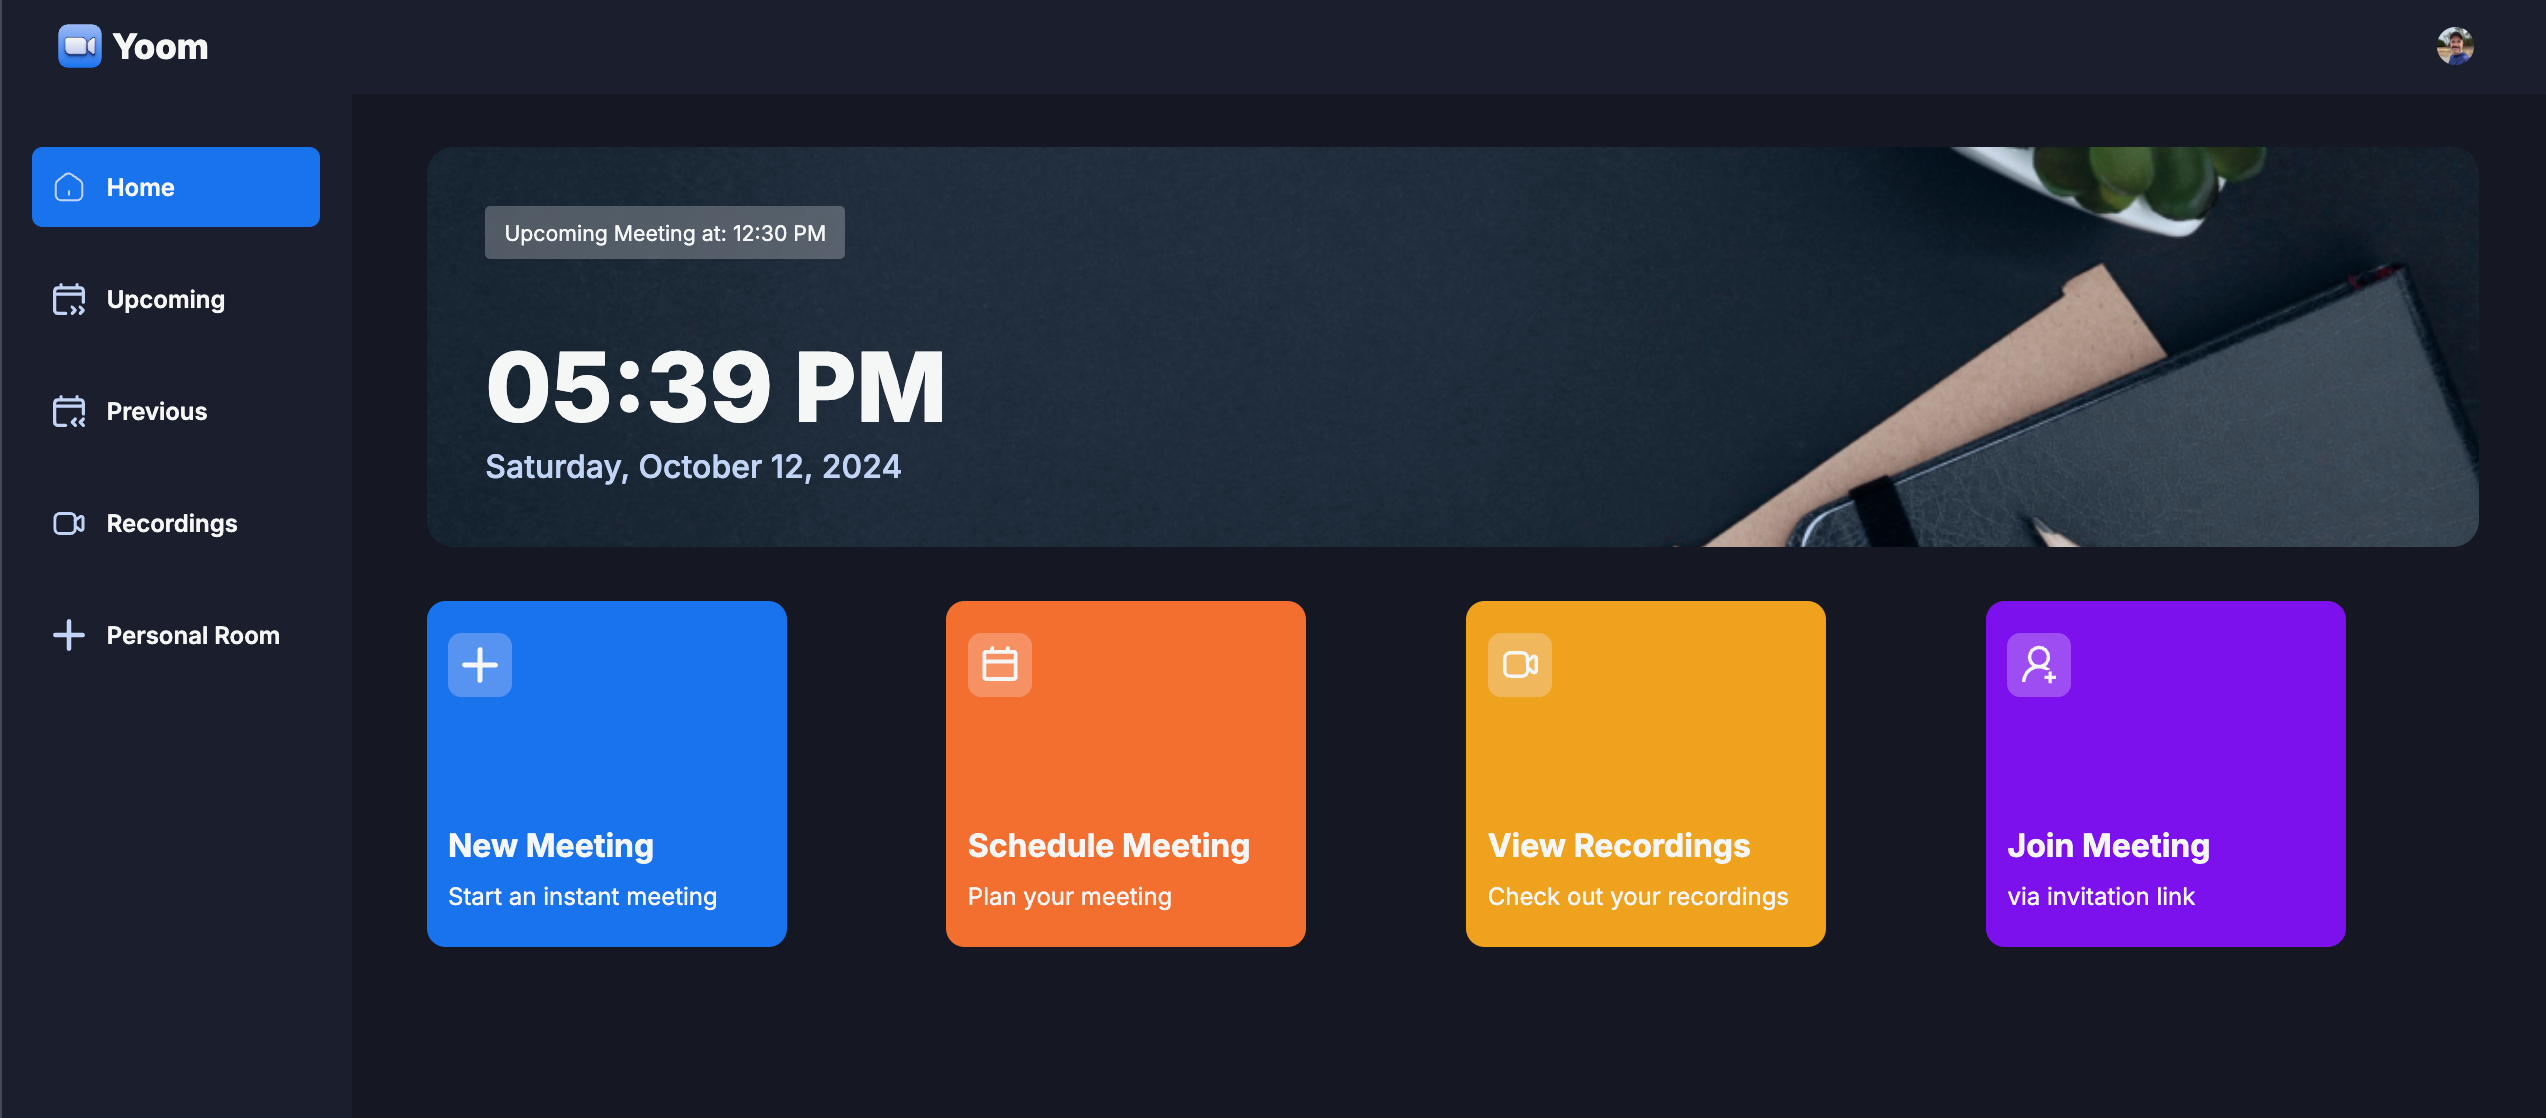 Yoom
Home
Upcoming
Previous
Recordings
Personal Room
Upcoming Meeting at: 12:30 PM
05:39 PM
Saturday, October 12, 2024
New Meeting
Start an instant meeting
Schedule Meeting
Plan your meeting
View Recordings
Check out your recordings
Join Meeting
via invitation link